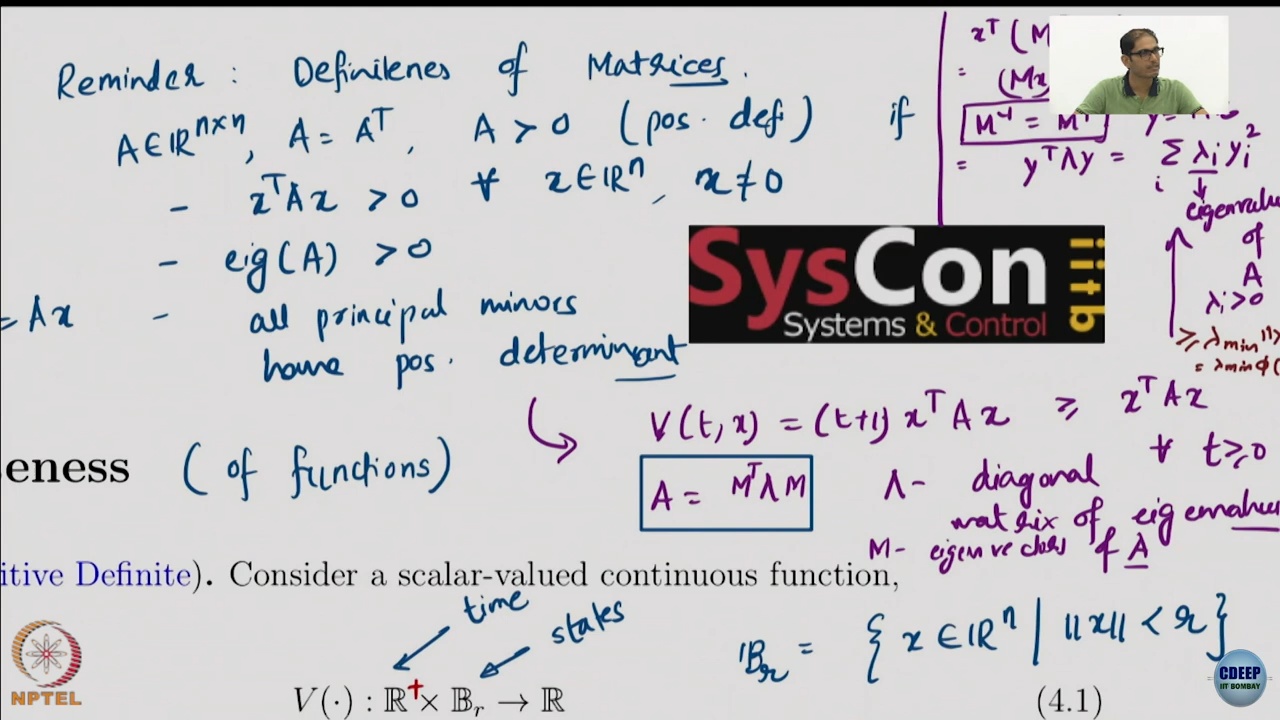 Reminder : Definitenes of Matrices.
A ∈ ℝ^{n×n}, A = A^T, A > 0 (pos. def) if
- x^T A x > 0 ∀ x ∈ ℝ^n, x ≠ 0
- eig(A) > 0
= Ax - all principal minors
have pos. determinant
x^T (M
= (Mx)
M^{-1} = M^T
= y^T Λ y = Σ_i λ_i y_i^2
eigenvalues
of
A
λ_i > 0
≥ λ_min ||
= λ_min φ(
SysCon iitb
Systems & Control
V(t, x) = (t+1) x^T A x ≥ x^T A x
∀ t ≥ 0
A = M^T Λ M
Λ - diagonal
matrix of eigenvalues
M - eigenvectors of A
eness (of functions)
itive Definite). Consider a scalar-valued continuous function,
time
states
𝔹_r = { x ∈ ℝ^n | ||x|| < r }
V(·) : ℝ^+ × 𝔹_r → ℝ (4.1)
NPTEL
CDEEP
IIT BOMBAY